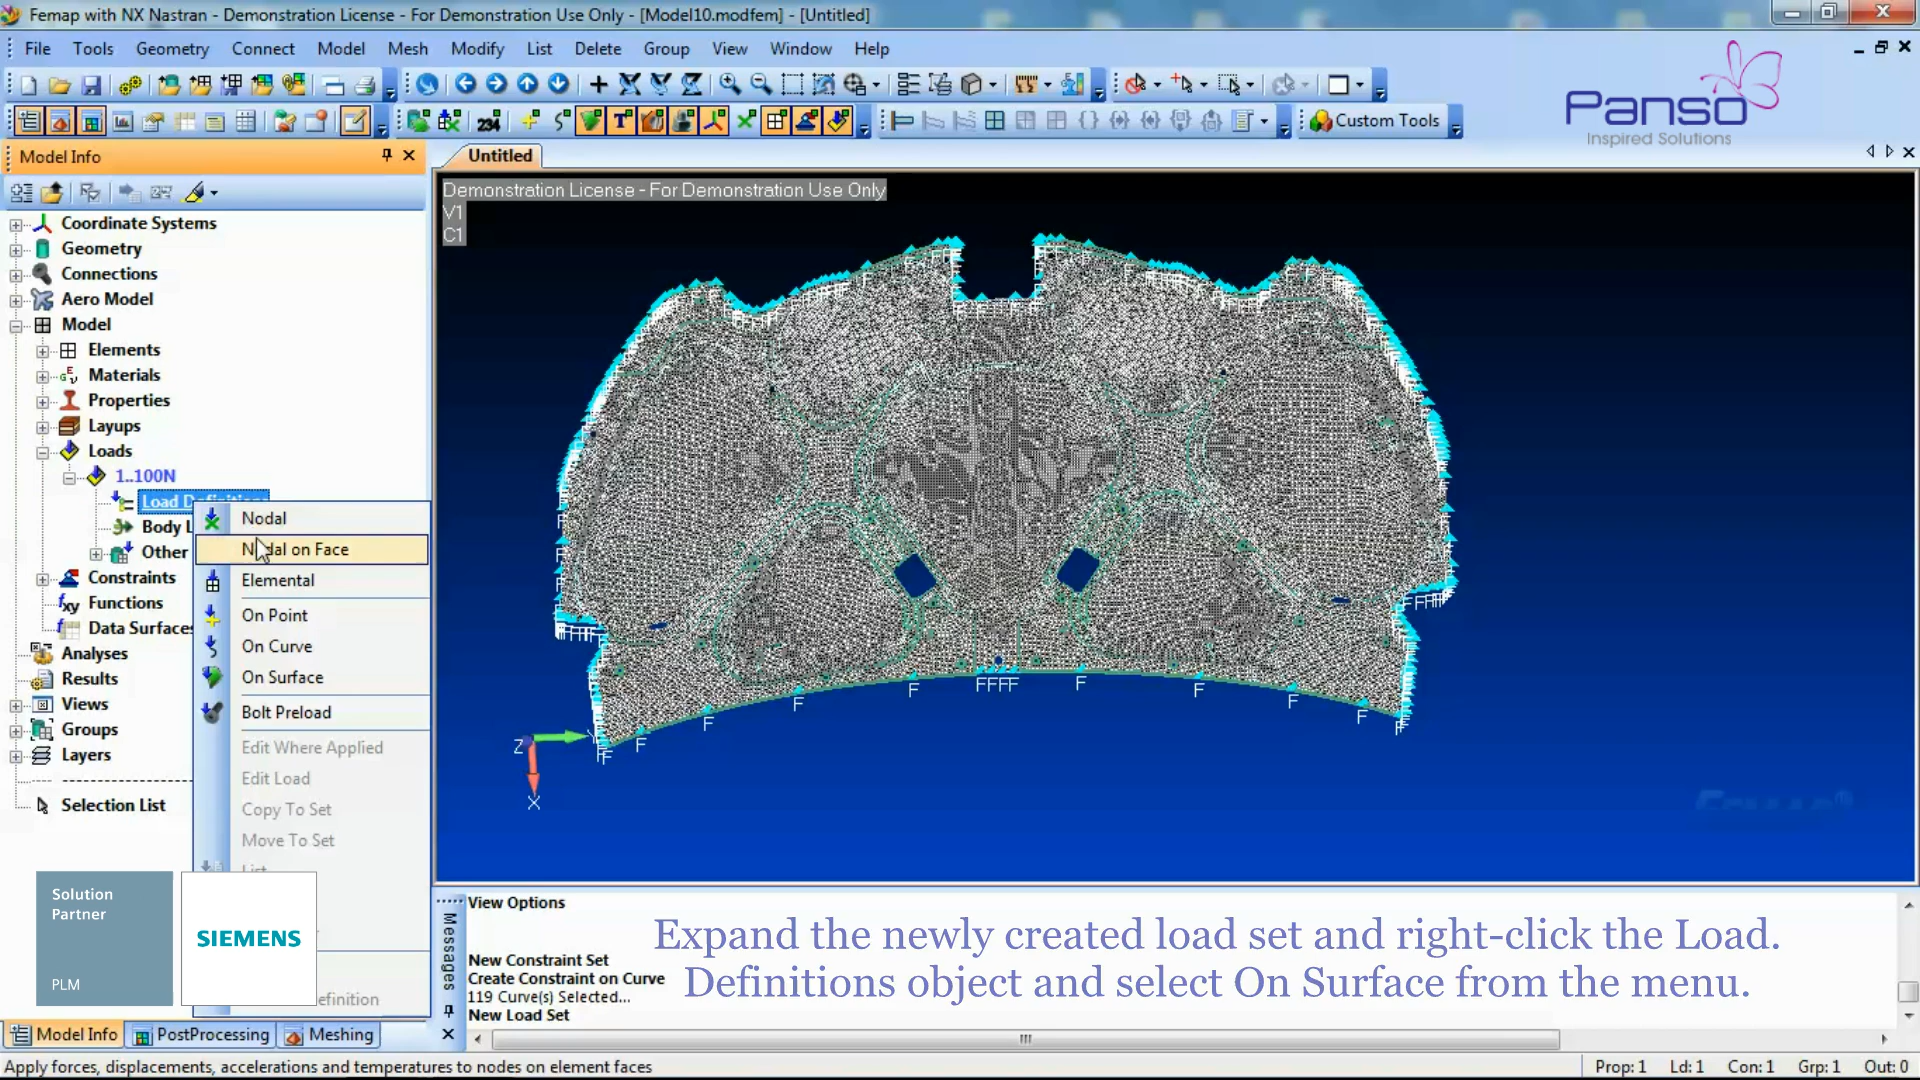 Femap with NX Nastran - Demonstration License - For Demonstration Use Only - [Model10.modfem] - [Untitled]
File Tools Geometry Connect Model Mesh Modify List Delete Group View Window Help
234
T
Custom Tools
Panso
Inspired Solutions
Model Info
Untitled
Demonstration License - For Demonstration Use Only
V1
C1
Coordinate Systems
Geometry
Connections
Aero Model
Model
Elements
Materials
Properties
Layups
Loads
1..100N
Load Definitions
Body L
Other
Constraints
Functions
Data Surfaces
Analyses
Results
Views
Groups
Layers
Selection List
Nodal
Nodal on Face
Elemental
On Point
On Curve
On Surface
Bolt Preload
Edit Where Applied
Edit Load
Copy To Set
Move To Set
List
efinition
F F F F FFFF F F F F F
Z
X
Solution
Partner
PLM
SIEMENS
Messages
View Options
New Constraint Set
Create Constraint on Curve
119 Curve(s) Selected...
New Load Set
Expand the newly created load set and right-click the Load.
Definitions object and select On Surface from the menu.
Model Info PostProcessing Meshing
Apply forces, displacements, accelerations and temperatures to nodes on element faces
Prop: 1 Ld: 1 Con: 1 Grp: 1 Out: 0